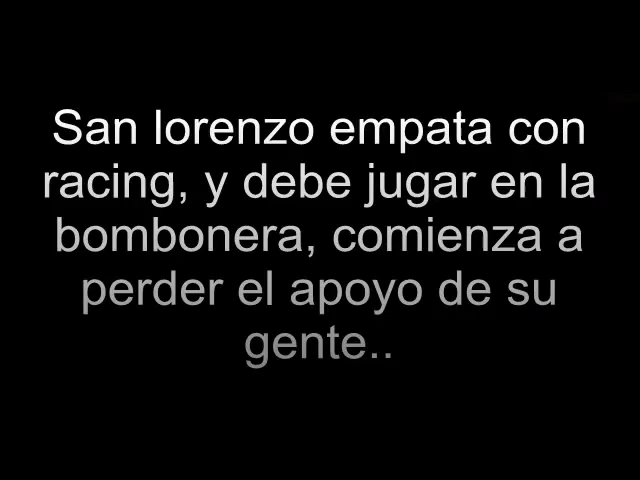 San lorenzo empata con
racing, y debe jugar en la
bombonera, comienza a
perder el apoyo de su
gente..